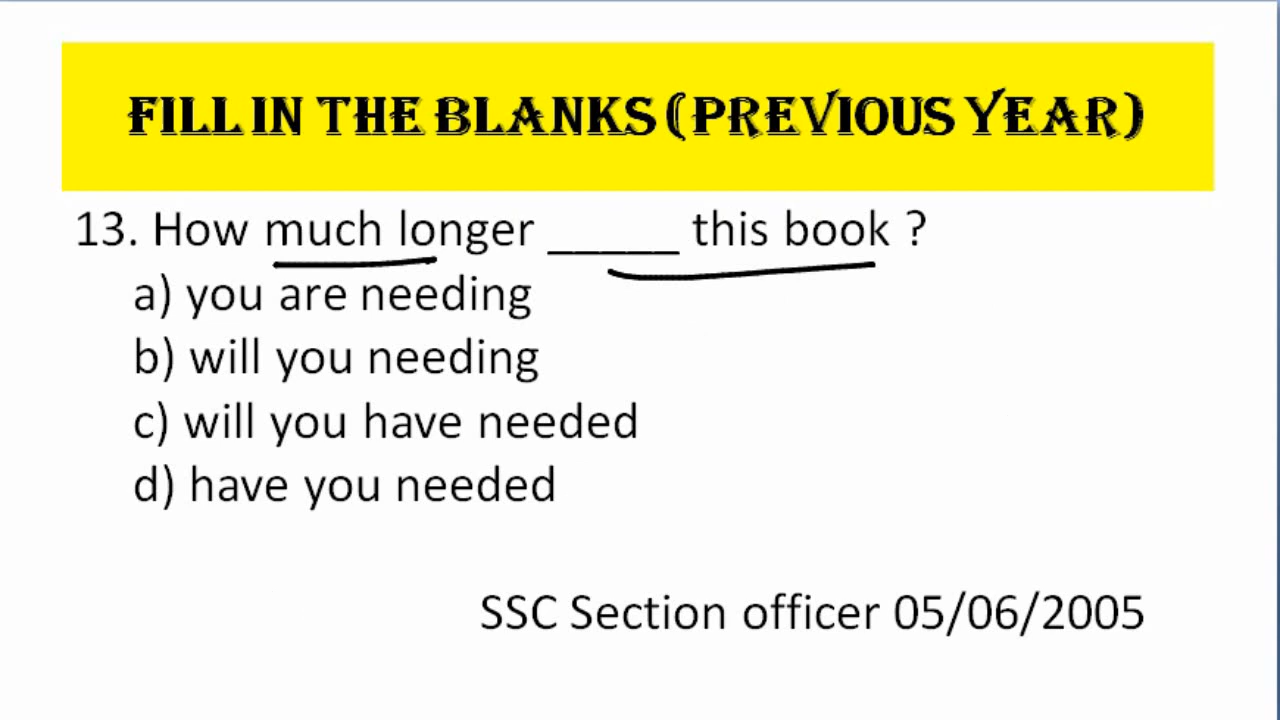 FILL IN THE BLANKS (PREVIOUS YEAR)
13. How much longer _____ this book ?
a) you are needing
b) will you needing
c) will you have needed
d) have you needed
SSC Section officer 05/06/2005